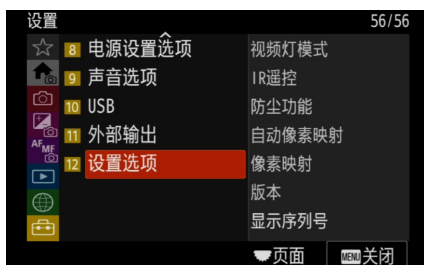 设置 56/56
8 电源设置选项
9 声音选项
10 USB
11 外部输出
12 设置选项
视频灯模式
IR遥控
防尘功能
自动像素映射
像素映射
版本
显示序列号
AF MF
页面 MENU 关闭